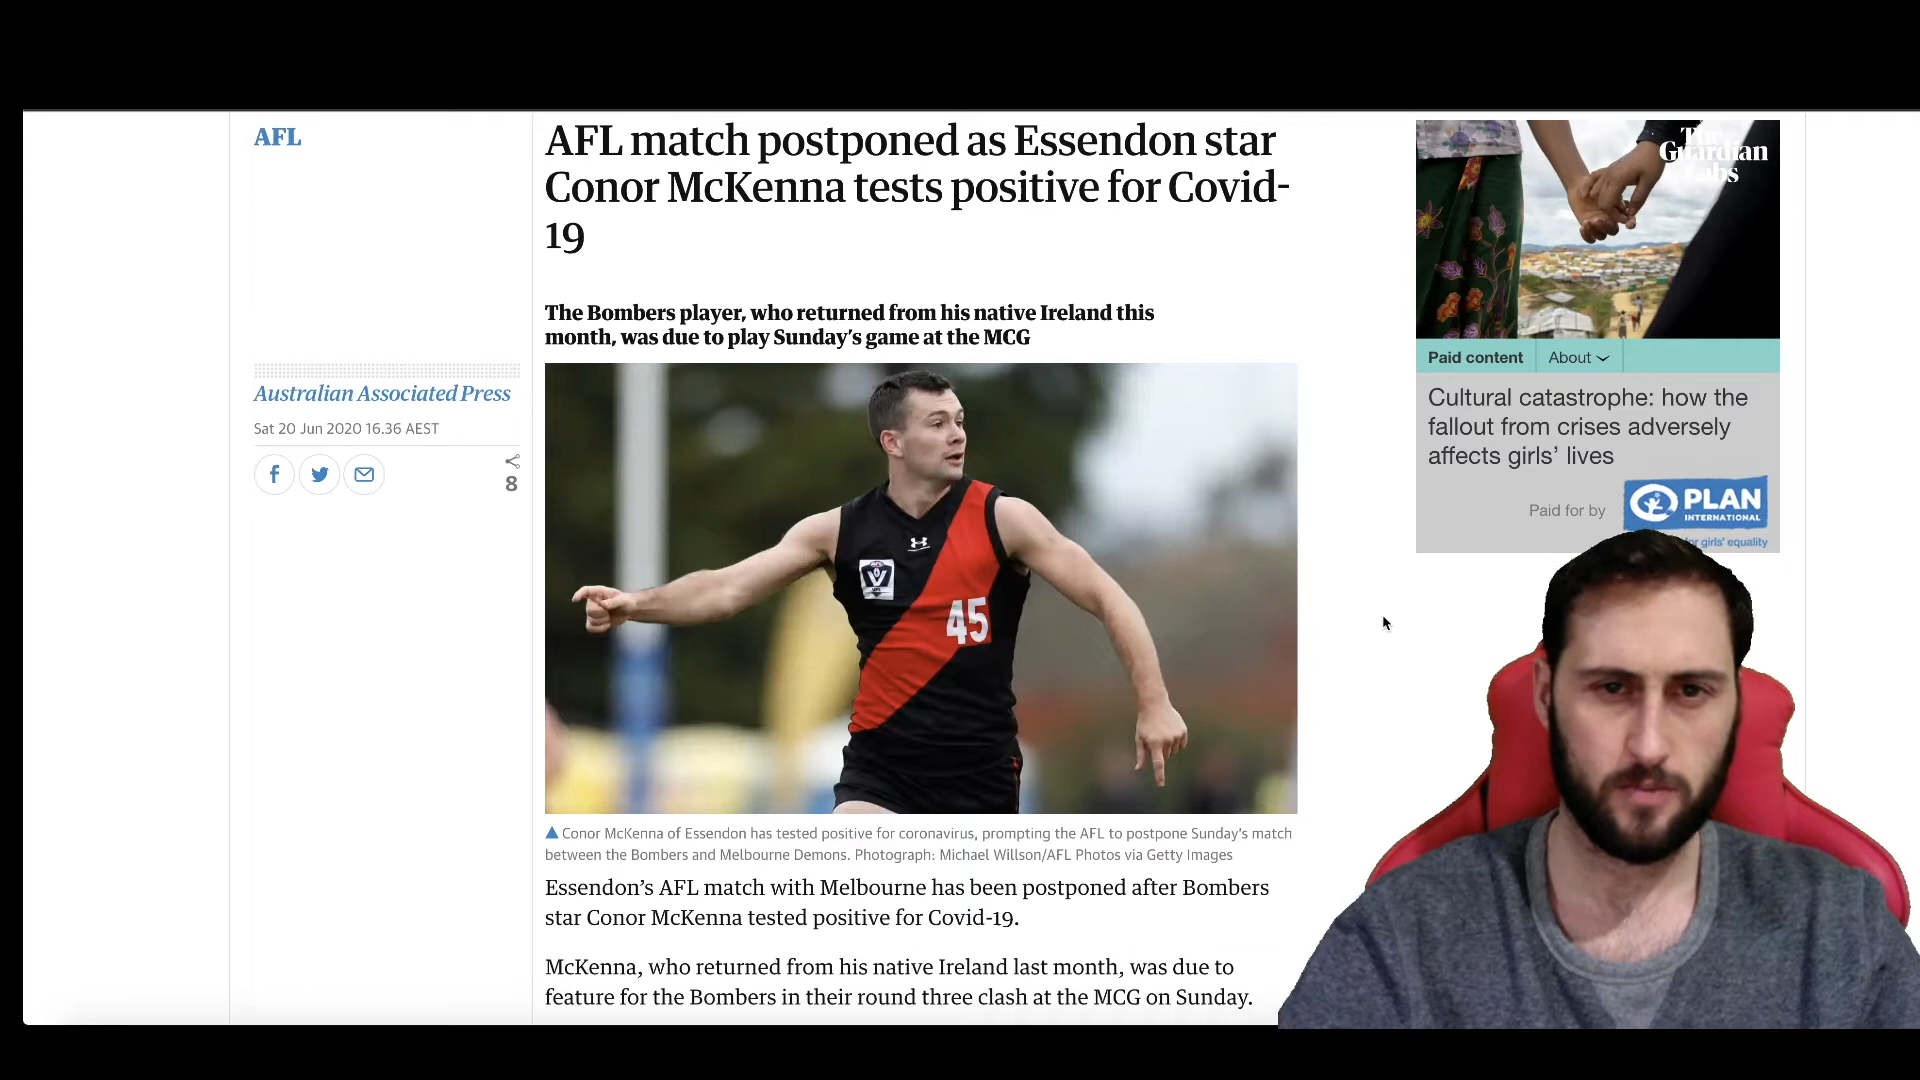 AFL
AFL match postponed as Essendon star
Conor McKenna tests positive for Covid-
19
The Bombers player, who returned from his native Ireland this
month, was due to play Sunday's game at the MCG
Australian Associated Press
Sat 20 Jun 2020 16.36 AEST
8
45
▲ Conor McKenna of Essendon has tested positive for coronavirus, prompting the AFL to postpone Sunday's match
between the Bombers and Melbourne Demons. Photograph: Michael Willson/AFL Photos via Getty Images
Essendon's AFL match with Melbourne has been postponed after Bombers
star Conor McKenna tested positive for Covid-19.
McKenna, who returned from his native Ireland last month, was due to
feature for the Bombers in their round three clash at the MCG on Sunday.
The
Guardian
Labs
Paid content
About
Cultural catastrophe: how the
fallout from crises adversely
affects girls' lives
Paid for by
PLAN
INTERNATIONAL
for girls' equality